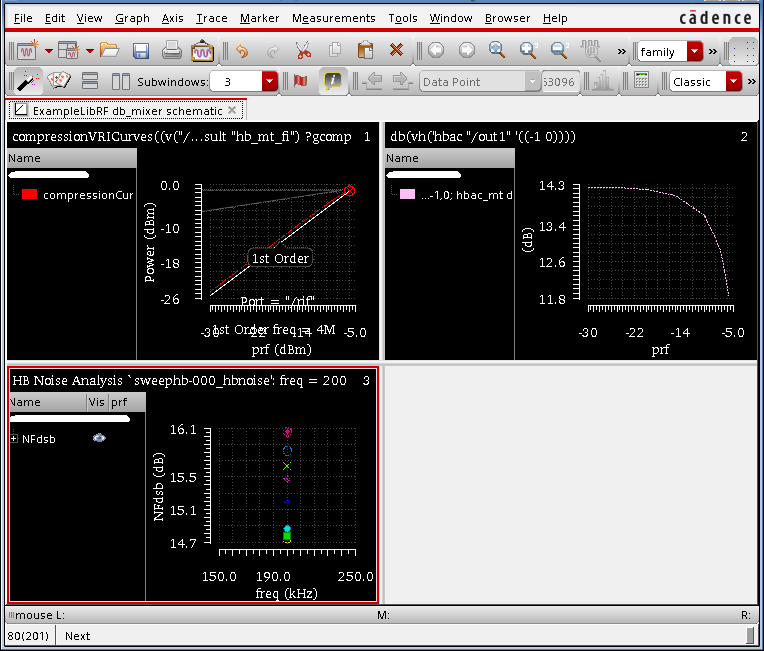 File Edit View Graph Axis Trace Marker Measurements Tools Window Browser Help cādence
» family »
Subwindows: 3 Data Point 63096 Classic »
ExampleLibRF db_mixer schematic
compressionVRICurves((v("/...sult "hb_mt_fi") ?gcomp 1
Name
compressionCur
Power (dBm)
0.0
-10
-18
-26
1st Order
Port = "/rif"
1st Order freq = 4M
-30 -22 -14 -5.0
prf (dBm)
db(vh('hbac "/out1" '((-1 0)))) 2
Name
...-1,0; hbac_mt d
(dB)
14.3
13.4
12.6
11.8
-30 -22 -14 -5.0
prf
HB Noise Analysis `sweephb-000_hbnoise': freq = 200 3
Name Vis prf
NFdsb
NFdsb (dB)
16.1
15.5
15.1
14.7
150.0 190.0 250.0
freq (kHz)
mouse L: M: R:
80(201) Next